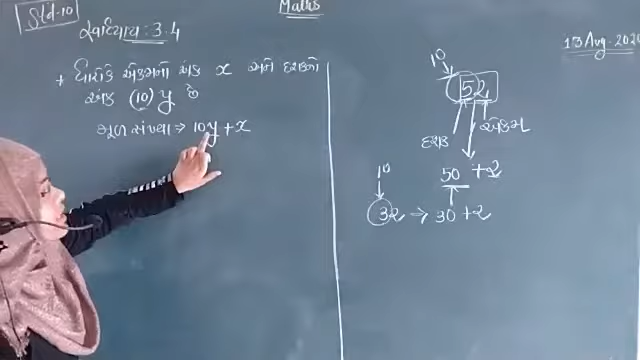 Std-10
Maths
સ્વાધ્યાય : 3.4
13 Aug. 202
+ ધારોકે એકમનો અંક x અને દશકનો
અંક (10) y છે
મૂળ સંખ્યા ⇒ 10y + x
10
52
દશક એકમ
50 + 2
10
32 ⇒ 30 + 2